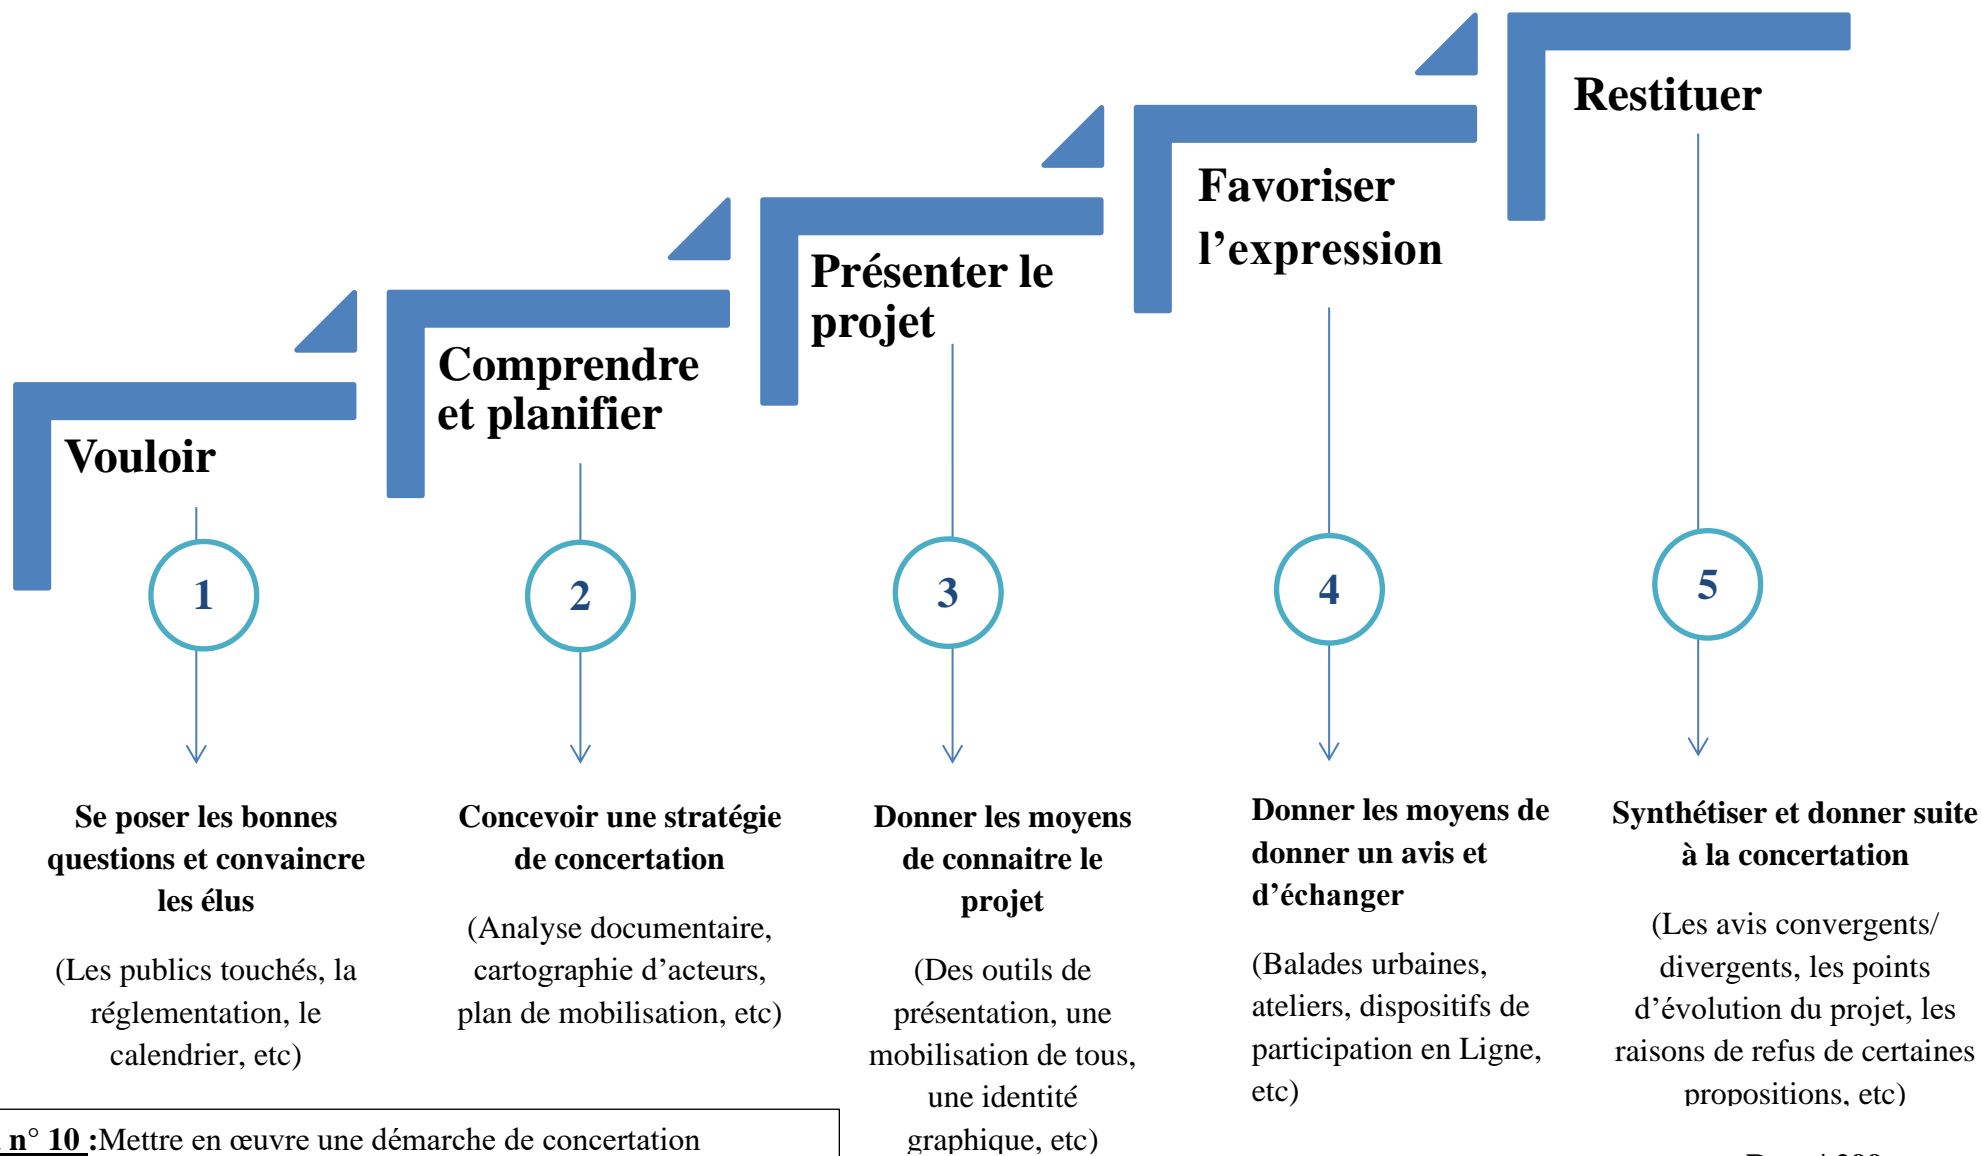 Vouloir
Comprendre
et planifier
Présenter le
projet
Favoriser
l’expression
Restituer
1
2
3
4
5
Se poser les bonnes
questions et convaincre
les élus
(Les publics touchés, la
réglementation, le
calendrier, etc)
Concevoir une stratégie
de concertation
(Analyse documentaire,
cartographie d’acteurs,
plan de mobilisation, etc)
Donner les moyens
de connaitre le
projet
(Des outils de
présentation, une
mobilisation de tous,
une identité
graphique, etc)
Donner les moyens de
donner un avis et
d’échanger
(Balades urbaines,
ateliers, dispositifs de
participation en Ligne,
etc)
Synthétiser et donner suite
à la concertation
(Les avis convergents/
divergents, les points
d’évolution du projet, les
raisons de refus de certaines
propositions, etc)
n° 10 :Mettre en œuvre une démarche de concertation